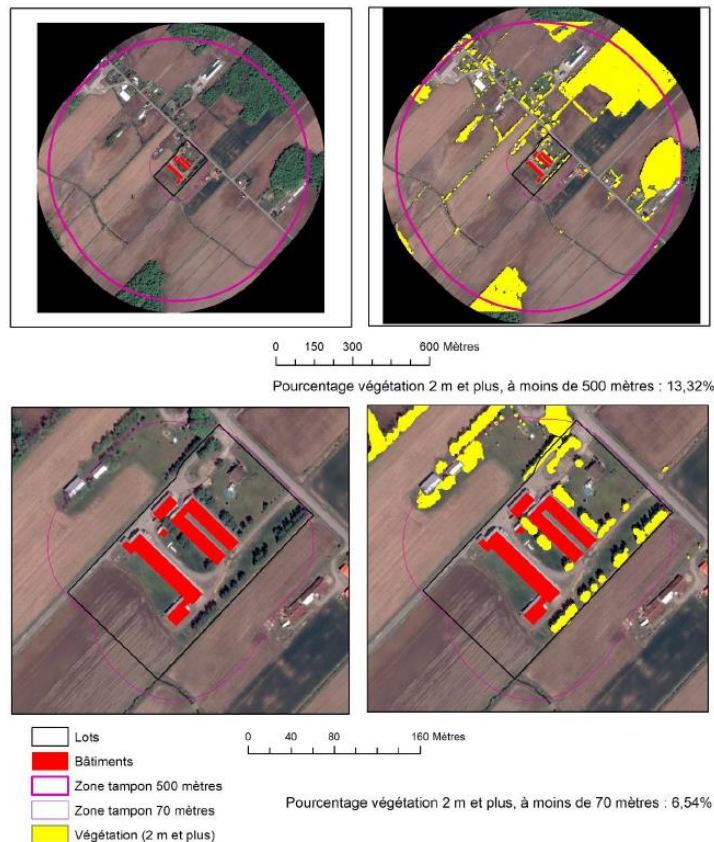 0 150 300 600 Mètres
Pourcentage végétation 2 m et plus, à moins de 500 mètres : 13,32%
Lots
Bâtiments
Zone tampon 500 mètres
Zone tampon 70 mètres
Végétation (2 m et plus)
0 40 80 160 Mètres
Pourcentage végétation 2 m et plus, à moins de 70 mètres : 6,54%